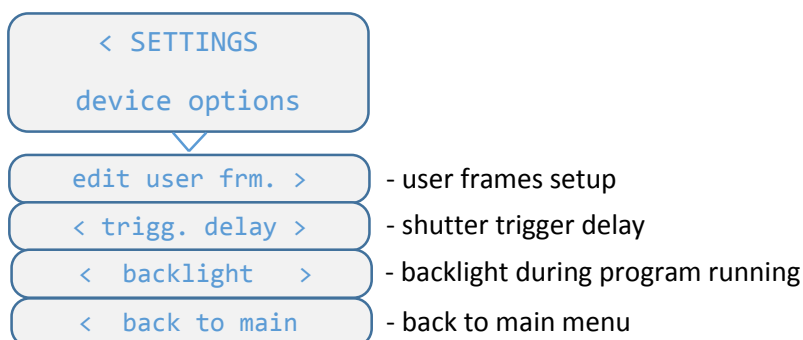 < SETTINGS
device options
edit user frm. > - user frames setup
< trigg. delay > - shutter trigger delay
< backlight > - backlight during program running
< back to main - back to main menu